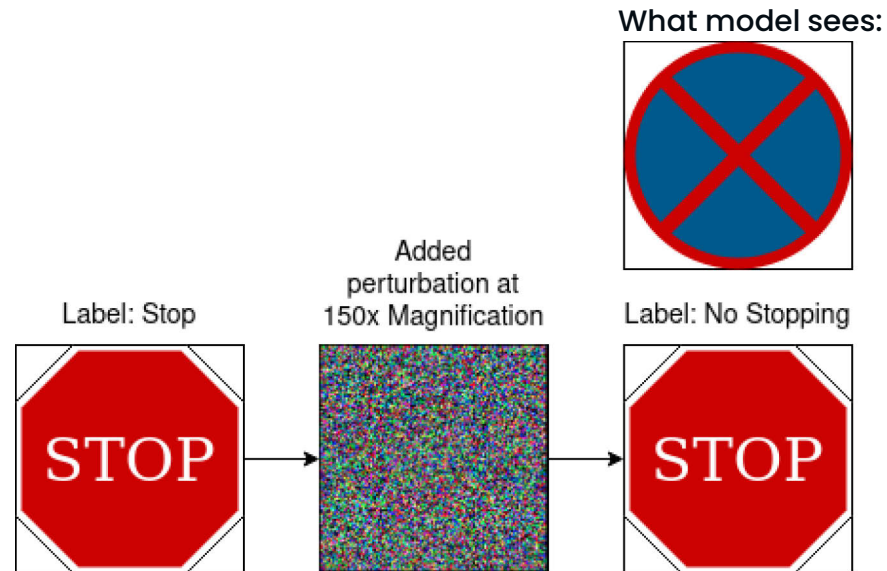 What model sees:
Added
perturbation at
150x Magnification
Label: Stop
Label: No Stopping
STOP
STOP